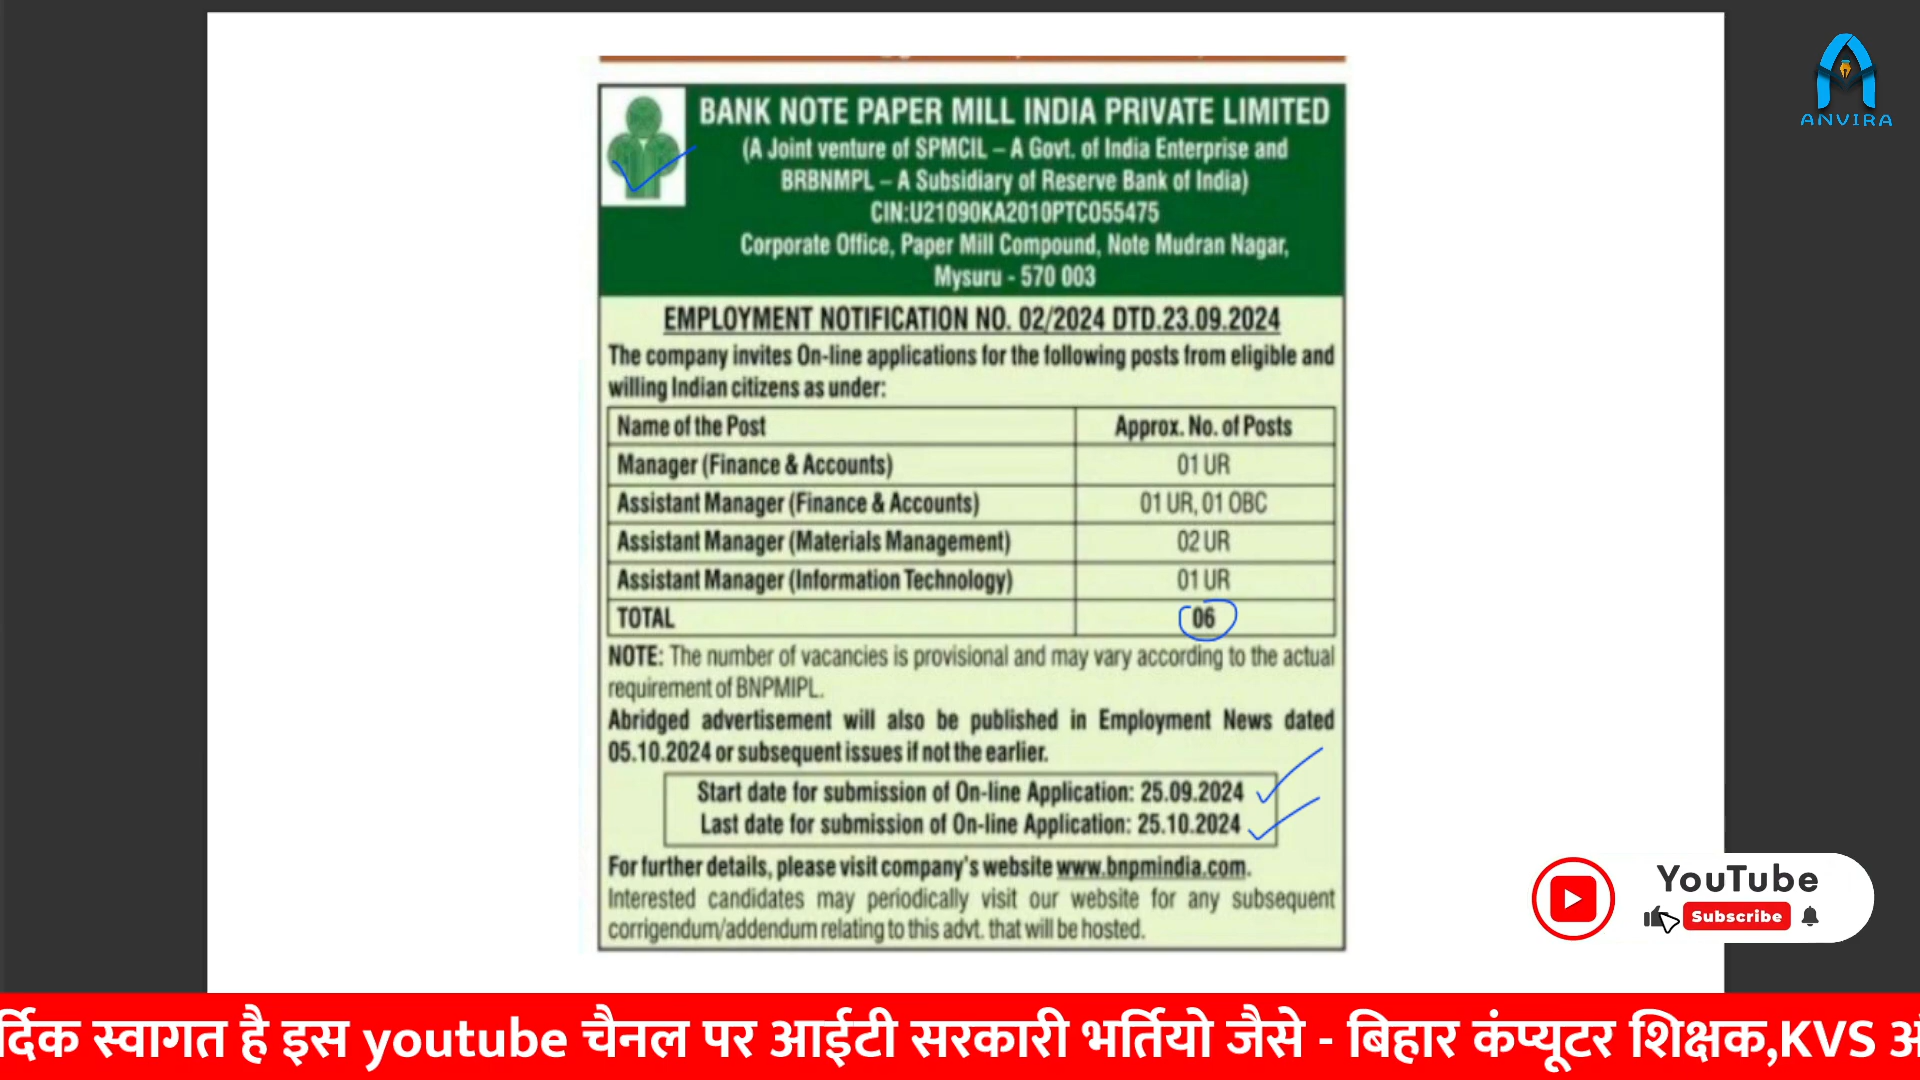 BANK NOTE PAPER MILL INDIA PRIVATE LIMITED
(A Joint venture of SPMCIL – A Govt. of India Enterprise and
BRBNMPL – A Subsidiary of Reserve Bank of India)
CIN:U21090KA2010PTC055475
Corporate Office, Paper Mill Compound, Note Mudran Nagar,
Mysuru - 570 003
ANVIRA
EMPLOYMENT NOTIFICATION NO. 02/2024 DTD.23.09.2024
The company invites On-line applications for the following posts from eligible and
willing Indian citizens as under:
Name of the Post Approx. No. of Posts
Manager (Finance & Accounts) 01 UR
Assistant Manager (Finance & Accounts) 01 UR, 01 OBC
Assistant Manager (Materials Management) 02 UR
Assistant Manager (Information Technology) 01 UR
TOTAL 06
NOTE: The number of vacancies is provisional and may vary according to the actual
requirement of BNPMIPL.
Abridged advertisement will also be published in Employment News dated
05.10.2024 or subsequent issues if not the earlier.
Start date for submission of On-line Application: 25.09.2024
Last date for submission of On-line Application: 25.10.2024
For further details, please visit company's website www.bnpmindia.com.
Interested candidates may periodically visit our website for any subsequent
corrigendum/addendum relating to this advt. that will be hosted.
YouTube
Subscribe
स्वागत है इस youtube चैनल पर आईटी सरकारी भर्तियो जैसे - बिहार कंप्यूटर शिक्षक,KVS